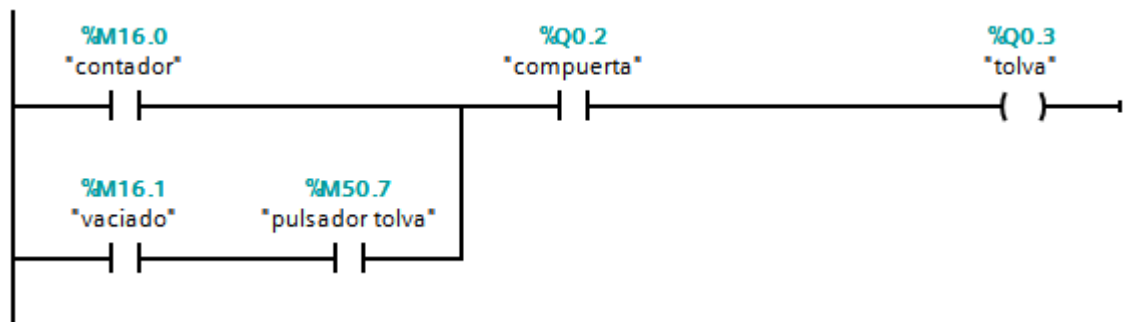 %M16.0
"contador"
%Q0.2
"compuerta"
%Q0.3
"tolva"
%M16.1
"vaciado"
%M50.7
"pulsador tolva"